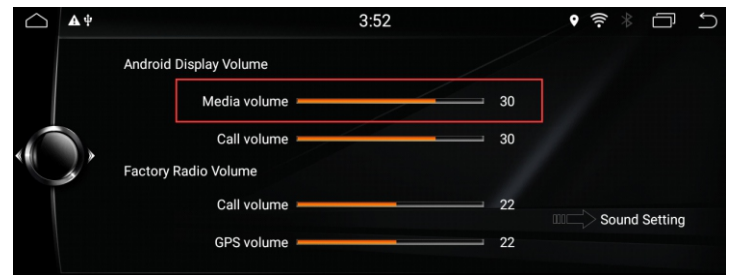 3:52
Android Display Volume
Media volume 30
Call volume 30
Factory Radio Volume
Call volume 22
Sound Setting
GPS volume 22